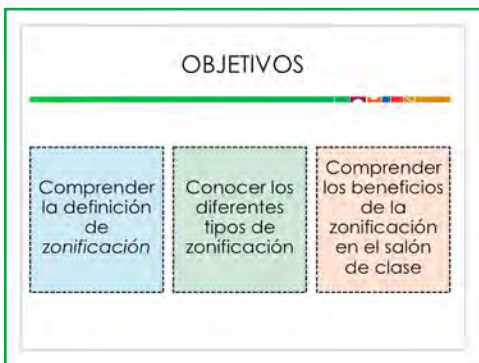 OBJETIVOS
Comprender
la definición
de
zonificación
Conocer los
diferentes
tipos de
zonificación
Comprender
los beneficios
de la
zonificación
en el salón
de clase